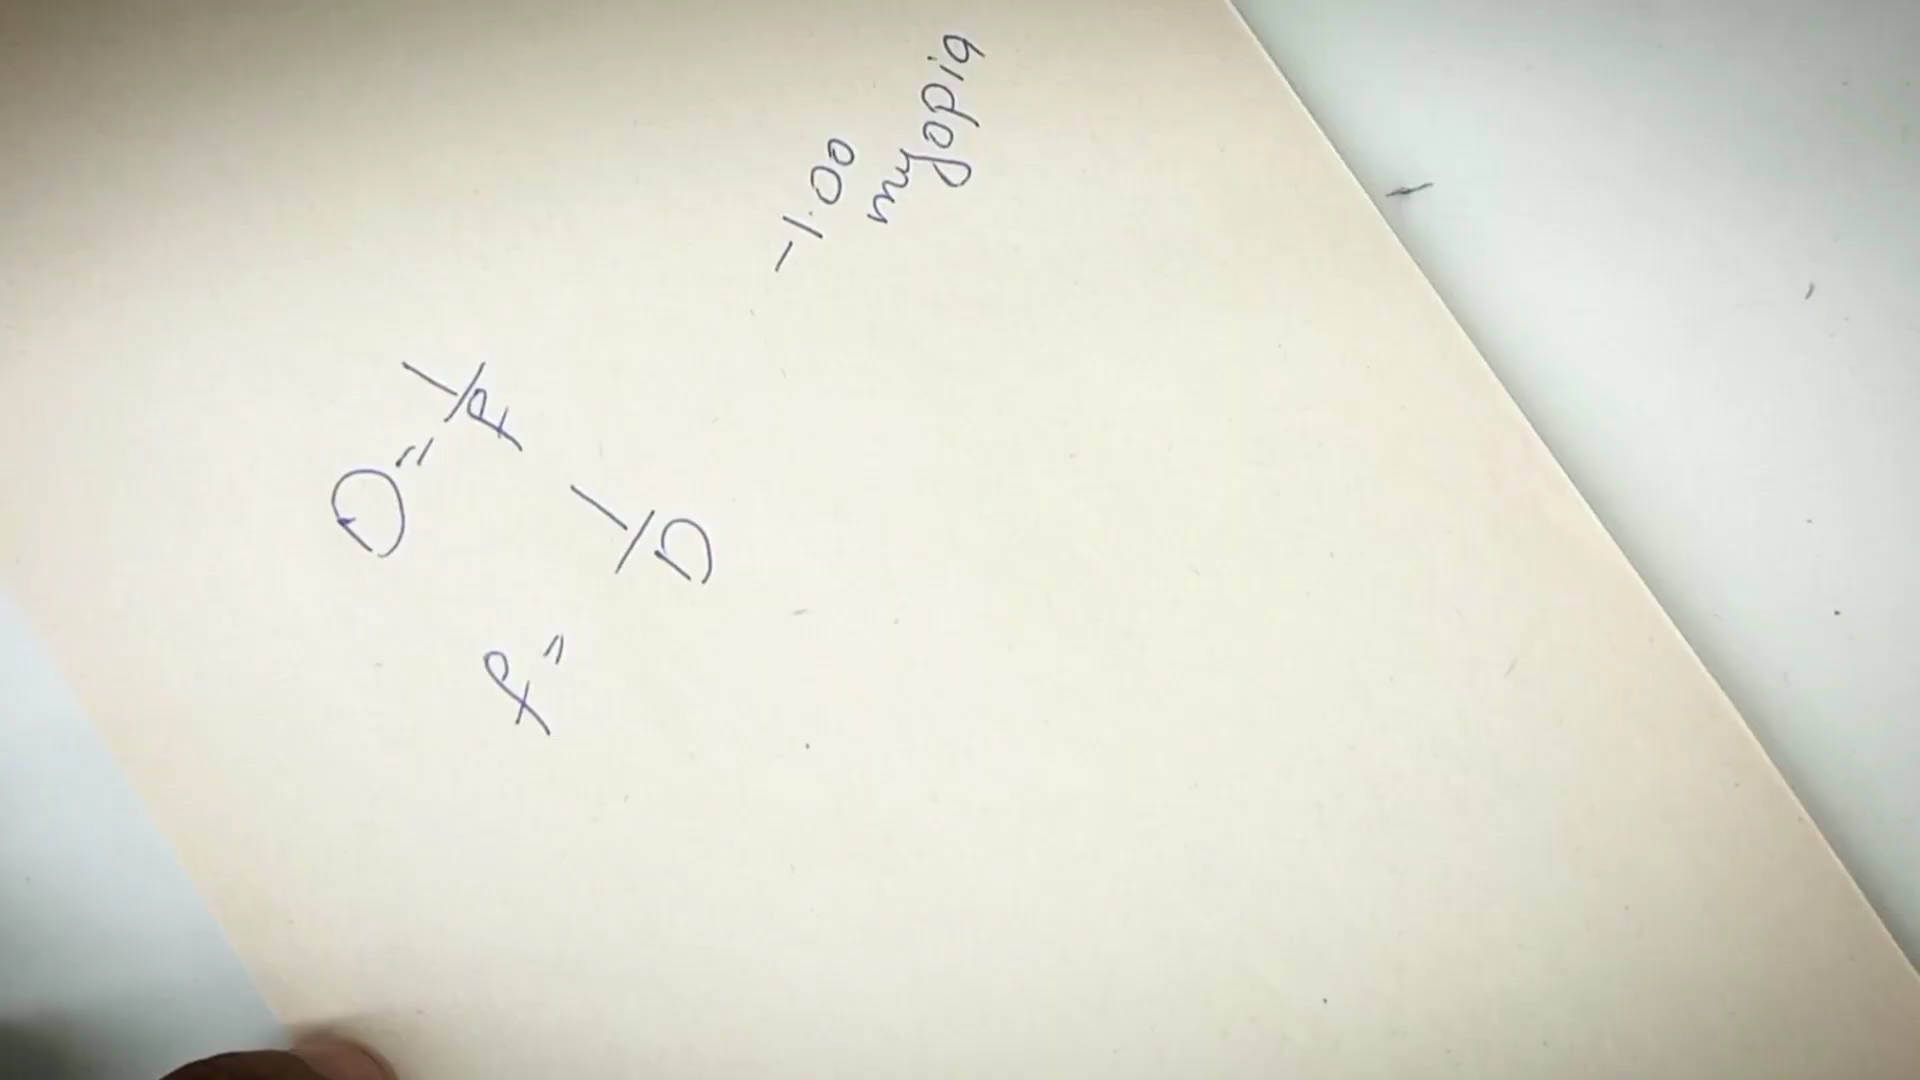 D = 1/f
f = 1/D
-1.00
myopia